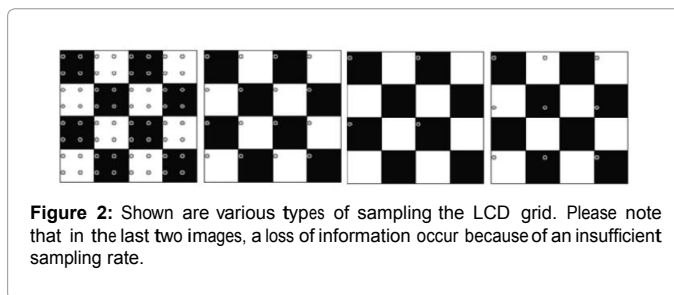 Figure 2: Shown are various types of sampling the LCD grid. Please note
that in the last two images, a loss of information occur because of an insufficient
sampling rate.